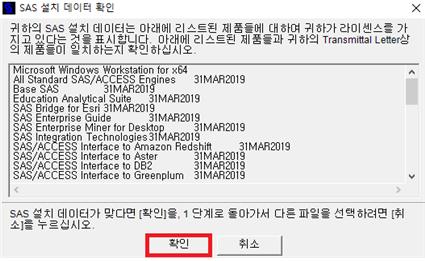 SAS 설치 데이터 확인
귀하의 SAS 설치 데이터는 아래에 리스트된 제품들에 대하여 귀하가 라이센스를 가
지고 있다는 것을 표시합니다. 아래에 리스트된 제품들과 귀하의 Transmittal Letter상
의 제품들이 일치하는지 확인하십시오.
Microsoft Windows Workstation for x64
All Standard SAS/ACCESS Engines 31MAR2019
Base SAS 31MAR2019
Education Analytical Suite 31MAR2019
SAS Bridge for Esri 31MAR2019
SAS Enterprise Guide 31MAR2019
SAS Enterprise Miner for Desktop 31MAR2019
SAS Integration Technologies 31MAR2019
SAS/ACCESS Interface to Amazon Redshift 31MAR2019
SAS/ACCESS Interface to Aster 31MAR2019
SAS/ACCESS Interface to DB2 31MAR2019
SAS/ACCESS Interface to Greenplum 31MAR2019
SAS 설치 데이터가 맞다면 [확인]을, 1 단계로 돌아가서 다른 파일을 선택하려면 [취
소]를 누르십시오.
확인 취소